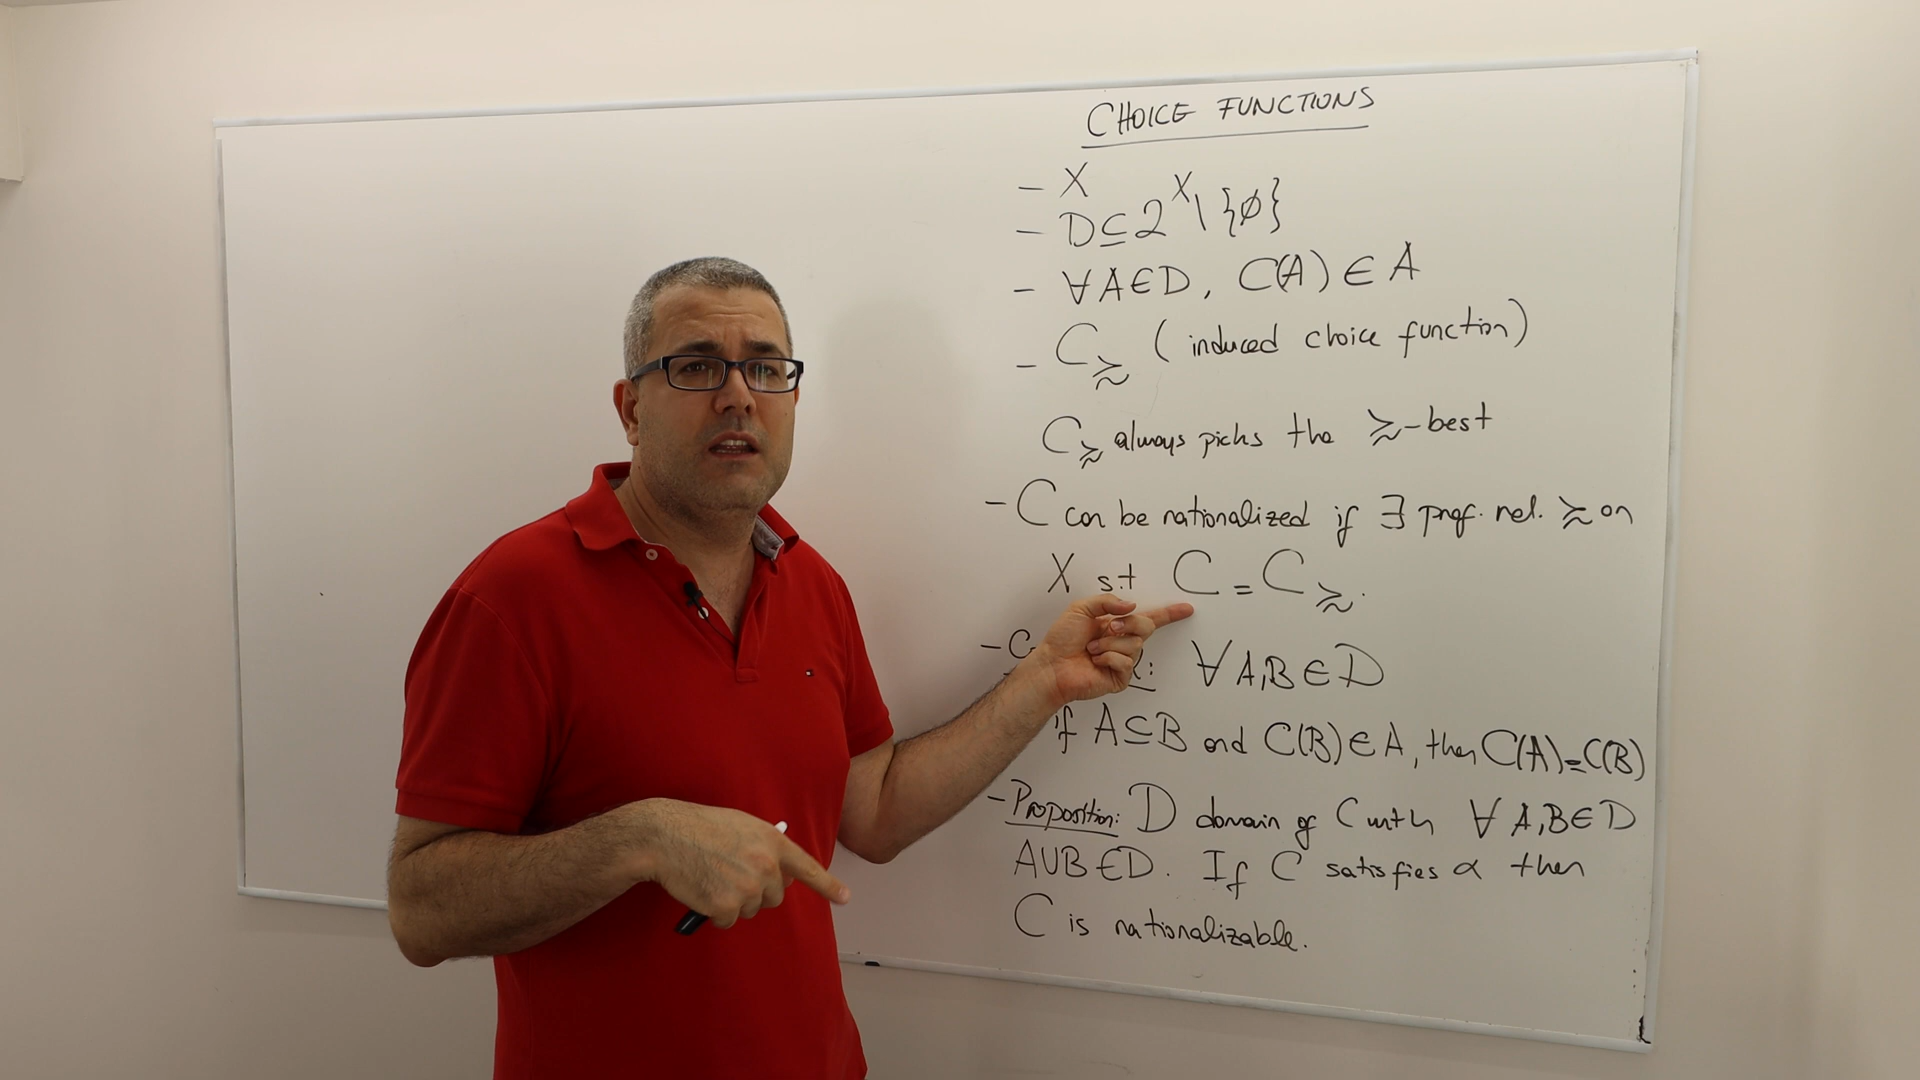 CHOICE FUNCTIONS
- X
- D⊆2^X\{∅}
- ∀A∈D, C(A)∈A
- C≿ (induced choice function)
C≿ always picks the ≿-best
- C can be rationalized if ∃ pref. rel. ≿ on
X s.t C = C≿.
- C : ∀A,B∈D
if A⊆B and C(B)∈A, then C(A)=C(B)
- Proposition: D domain of C with ∀A,B∈D
A∪B∈D. If C satisfies α then
C is rationalizable.